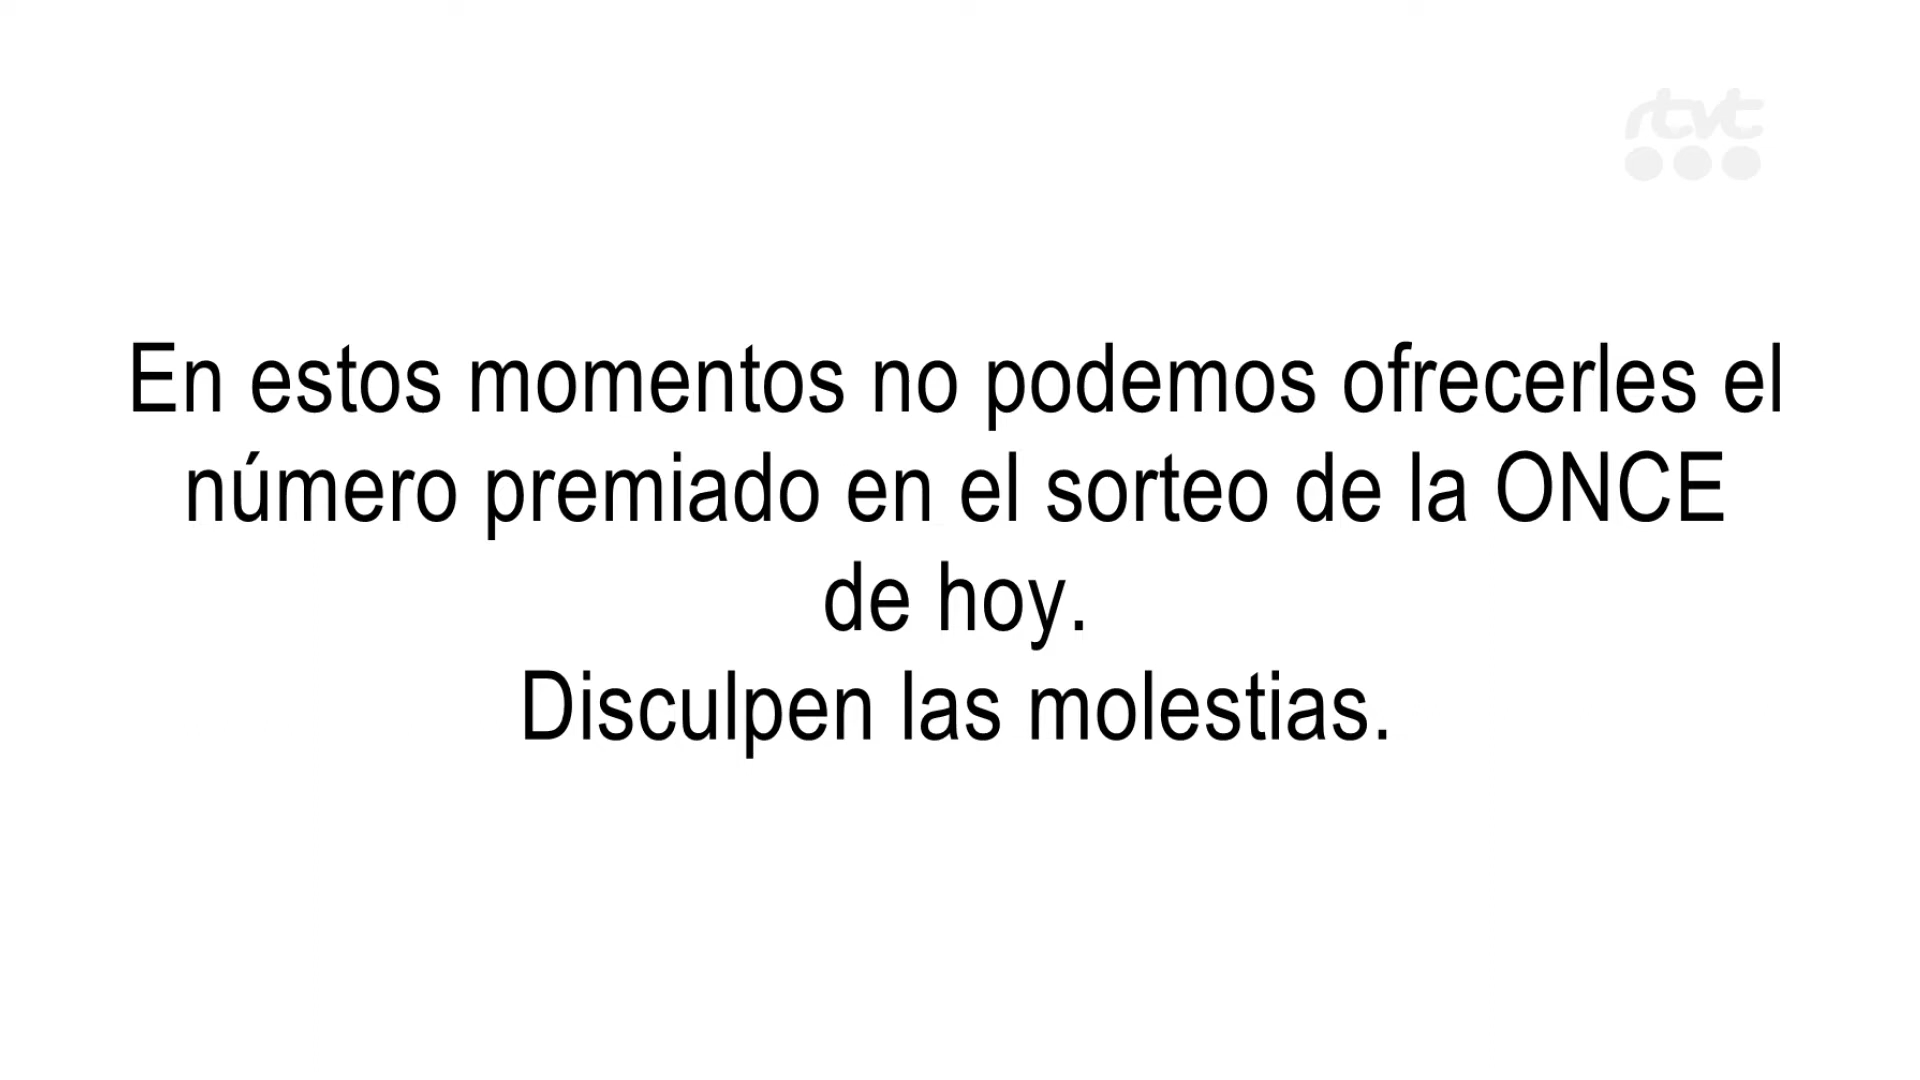 rtvt
En estos momentos no podemos ofrecerles el
número premiado en el sorteo de la ONCE
de hoy.
Disculpen las molestias.